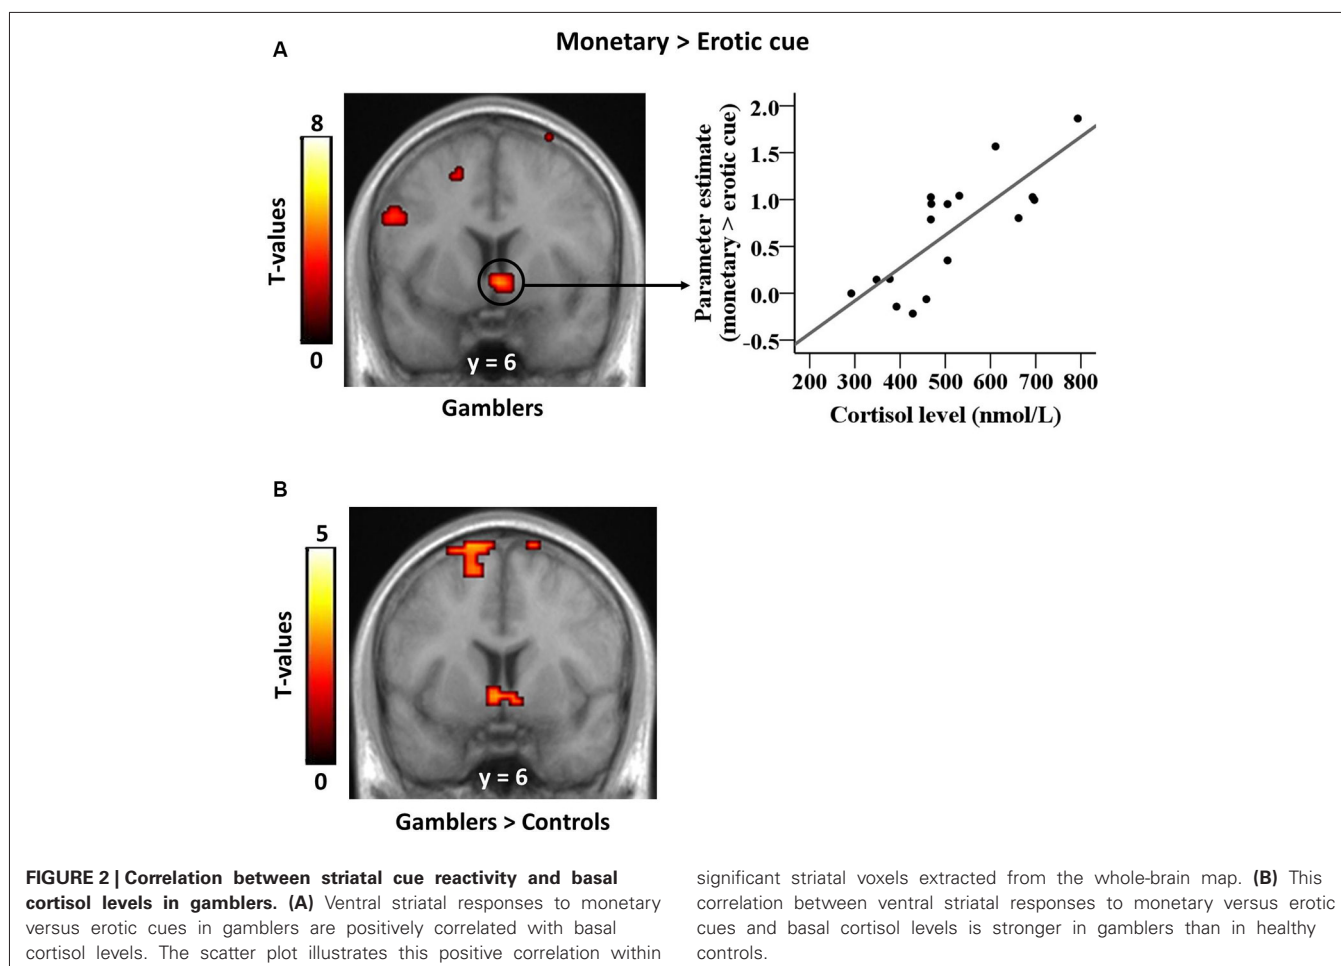 A
Monetary > Erotic cue
8
T-values
0
y = 6
Gamblers
Parameter estimate
(monetary > erotic cue)
2.0
1.5
1.0
0.5
0.0
-0.5
200 300 400 500 600 700 800
Cortisol level (nmol/L)
B
5
T-values
0
y = 6
Gamblers > Controls
FIGURE 2 | Correlation between striatal cue reactivity and basal
cortisol levels in gamblers. (A) Ventral striatal responses to monetary
versus erotic cues in gamblers are positively correlated with basal
cortisol levels. The scatter plot illustrates this positive correlation within
significant striatal voxels extracted from the whole-brain map. (B) This
correlation between ventral striatal responses to monetary versus erotic
cues and basal cortisol levels is stronger in gamblers than in healthy
controls.